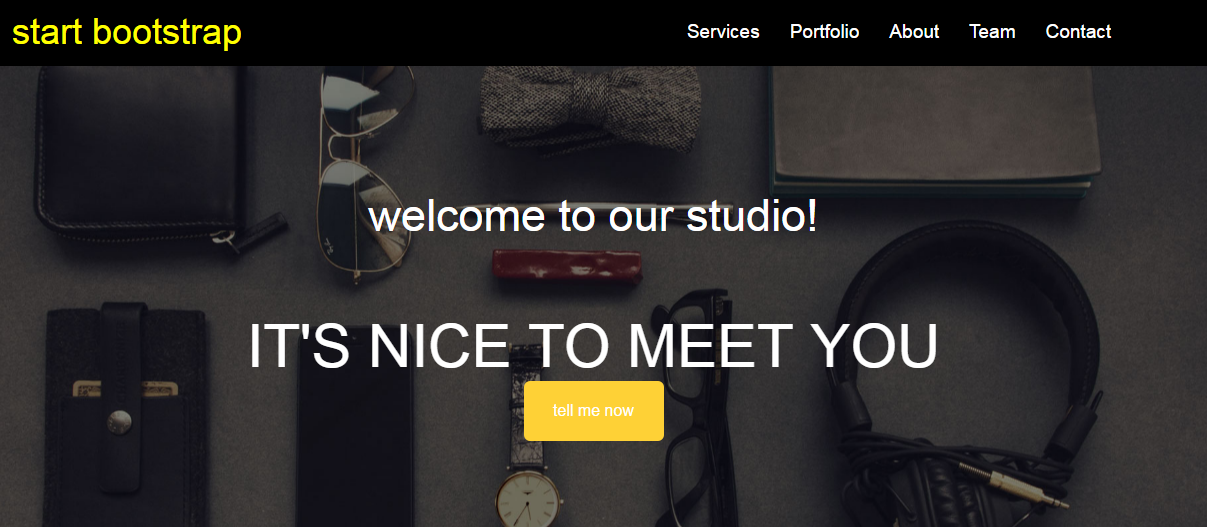 start bootstrap
Services Portfolio About Team Contact
welcome to our studio!
IT'S NICE TO MEET YOU
tell me now